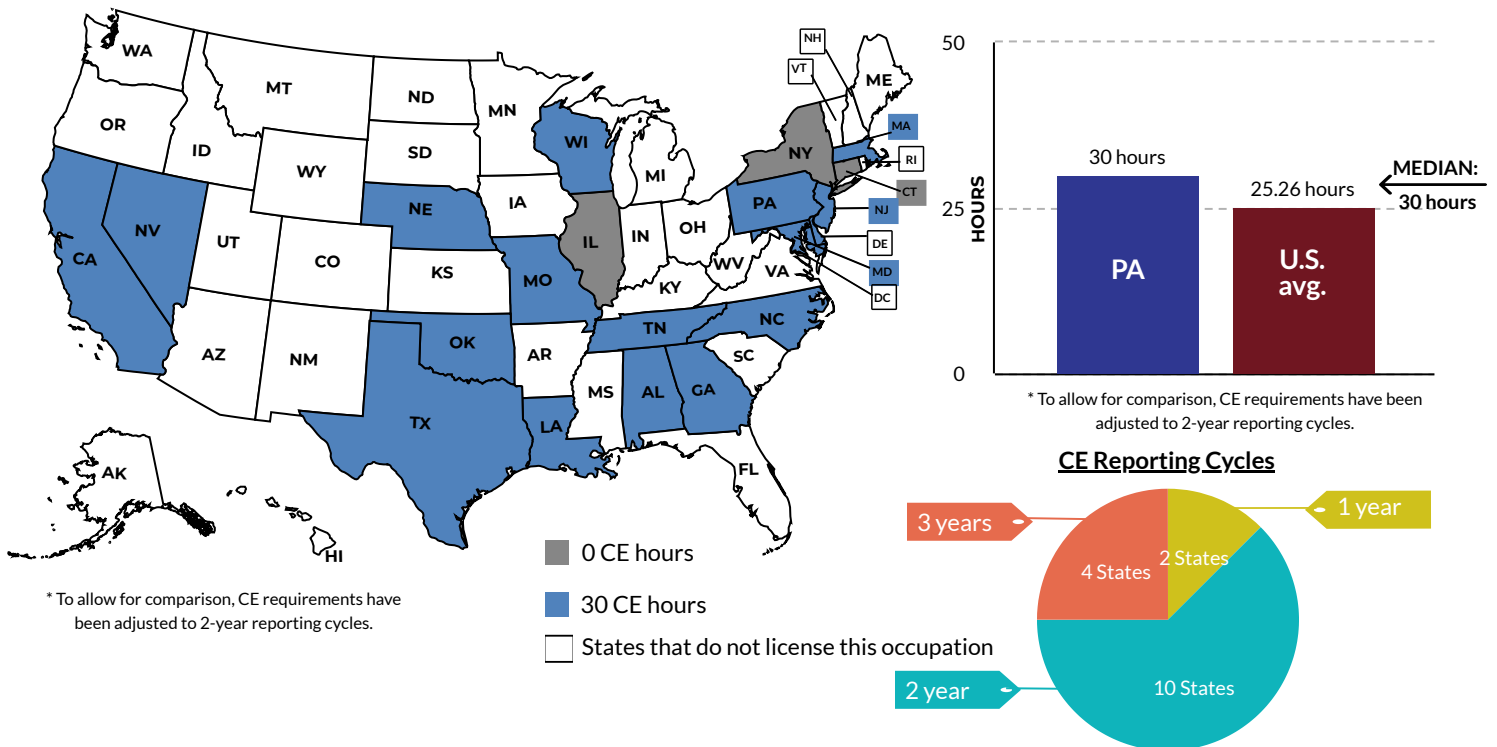 WA
MT
ND
MN
OR
ID
WY
SD
WI
MI
NH
VT
ME
NY
MA
RI
CT
NJ
DE
MD
DC
PA
NE
IA
NV
UT
CO
KS
CA
IL
IN
OH
WV
VA
MO
KY
AZ
NM
OK
AR
TN
NC
SC
MS
AL
GA
TX
LA
FL
AK
HI
* To allow for comparison, CE requirements have
been adjusted to 2-year reporting cycles.
0 CE hours
30 CE hours
States that do not license this occupation
50
25
0
HOURS
30 hours
25.26 hours
MEDIAN:
30 hours
PA
U.S.
avg.
* To allow for comparison, CE requirements have been
adjusted to 2-year reporting cycles.
CE Reporting Cycles
3 years
1 year
4 States
2 States
2 year
10 States